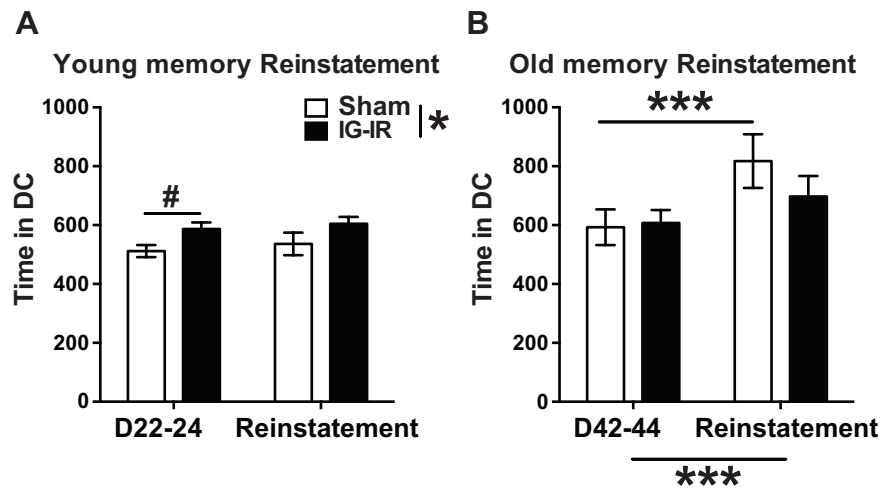 A
Young memory Reinstatement
Sham
IG-IR
*
#
Time in DC
1000
800
600
400
200
0
D22-24 Reinstatement
B
Old memory Reinstatement
***
Time in DC
1000
800
600
400
200
0
D42-44 Reinstatement
***